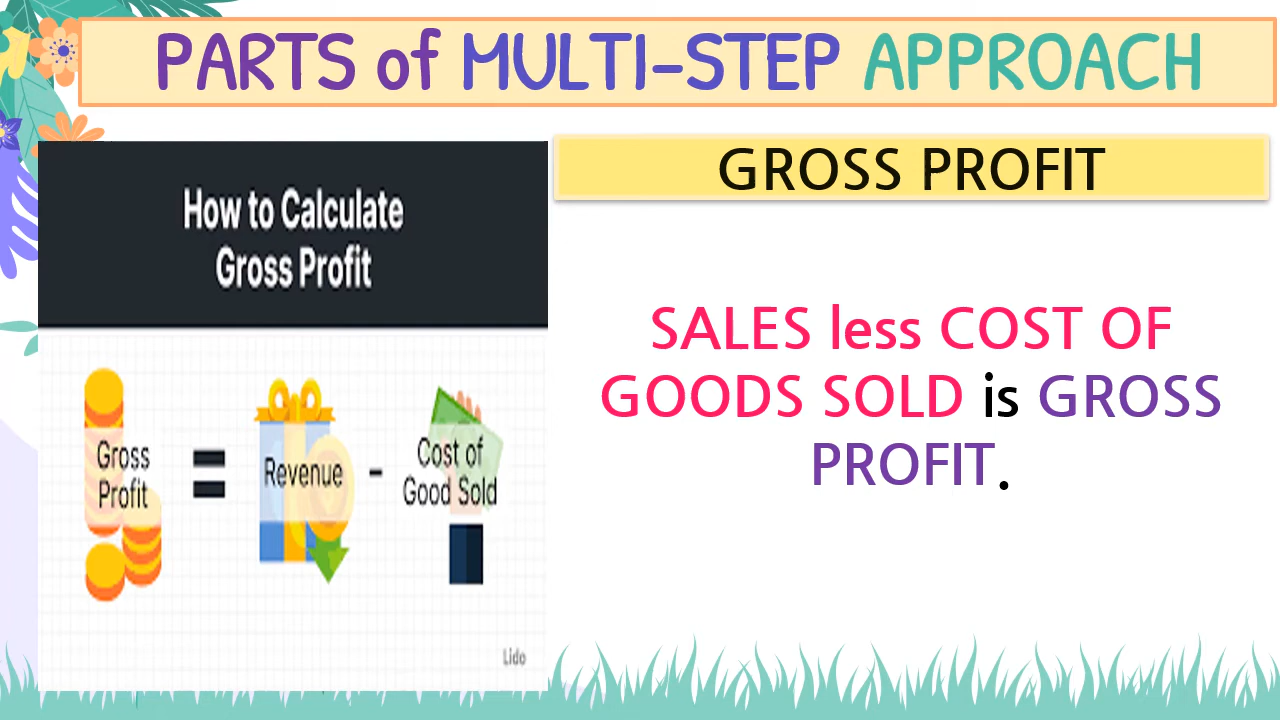 PARTS of MULTI-STEP APPROACH
How to Calculate
Gross Profit
Gross
Profit
=
Revenue
-
Cost of
Good Sold
Lido
GROSS PROFIT
SALES less COST OF
GOODS SOLD is GROSS
PROFIT.